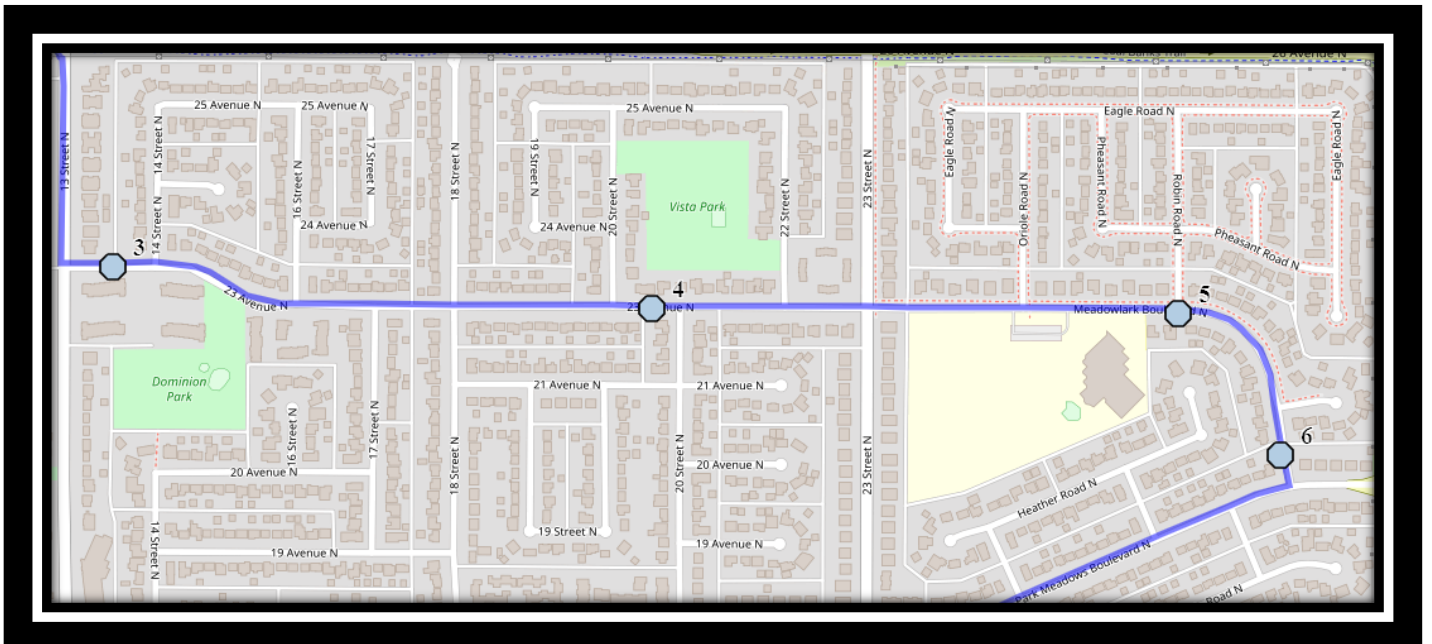 26 Avenue N
25 Avenue N
25 Avenue N
25 Avenue N
Eagle Road N
13 Street N
14 Street N
17 Street N
18 Street N
19 Street N
23 Street N
Eagle Road N
Pheasant Road N
Eagle Road N
16 Street N
20 Street N
Vista Park
22 Street N
Oriole Road N
Robin Road N
14 Street N
24 Avenue N
24 Avenue N
Pheasant Road N
3
4
5
23 Avenue N
Meadowlark
Dominion
Park
21 Avenue N
21 Avenue N
16 Street N
17 Street N
18 Street N
20 Street N
23 Street N
6
20 Avenue N
20 Avenue N
Heather Road N
14 Street N
19 Street N
19 Avenue N
19 Avenue N
Park Meadows Boulevard N
Road N